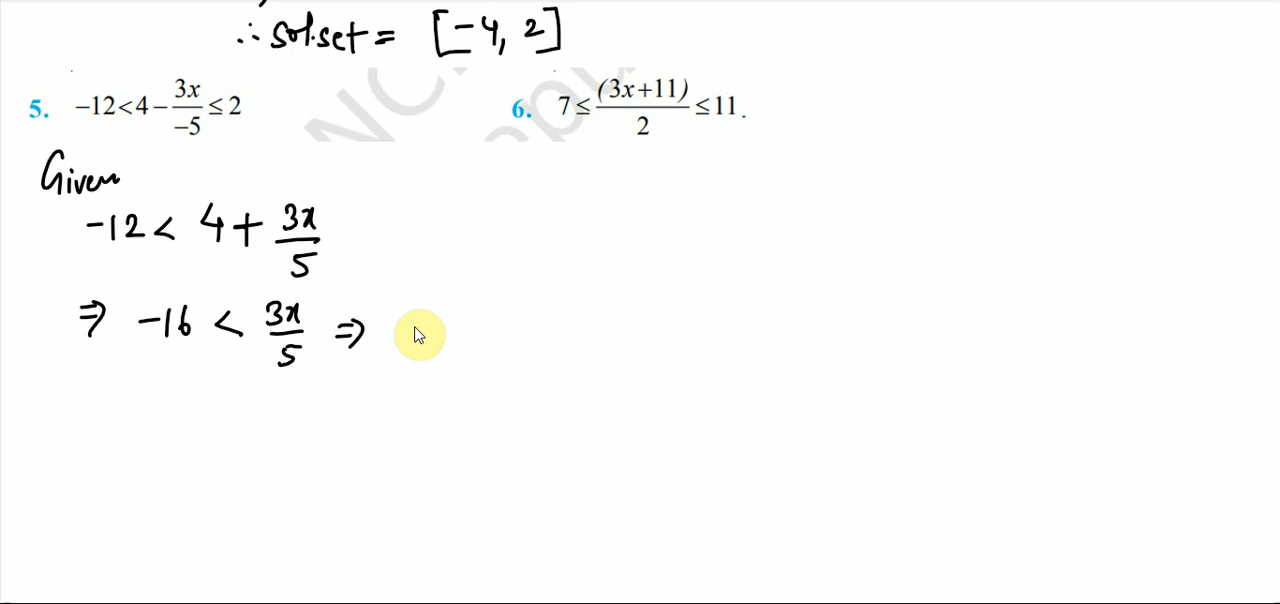 ∴ sol.set = [-4, 2]
5. −12<4−3x/−5≤2
6. 7≤(3x+11)/2≤11.
Given
-12 < 4 + 3x/5
⇒ -16 < 3x/5 ⇒